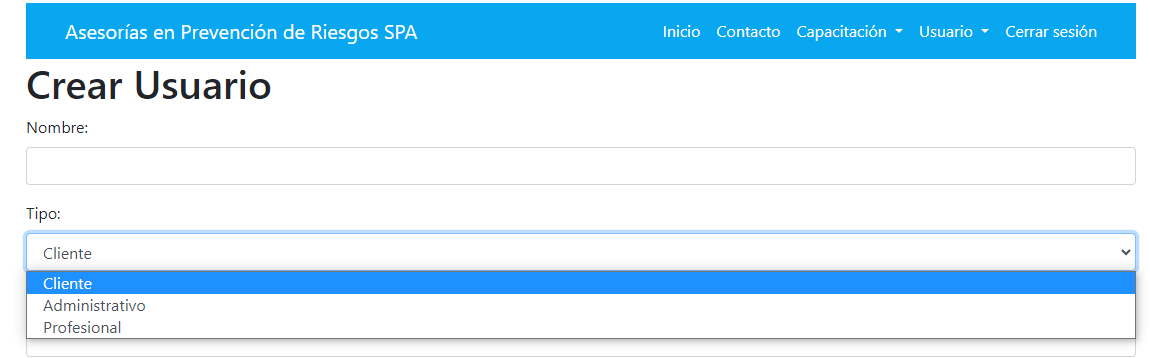 Asesorías en Prevención de Riesgos SPA Inicio Contacto Capacitación Usuario Cerrar sesión
Crear Usuario
Nombre:
Tipo:
Cliente
Cliente
Administrativo
Profesional